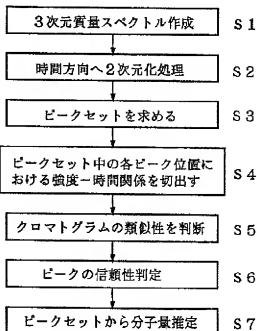 3次元質量スペクトル作成 S1
時間方向へ2次元化処理 S2
ピークセットを求める S3
ピークセット中の各ピーク位置に
おける強度ー時間関係を切出す S4
クロマトグラムの類似性を判断 S5
ピークの信頼性判定 S6
ピークセットから分子量推定 S7